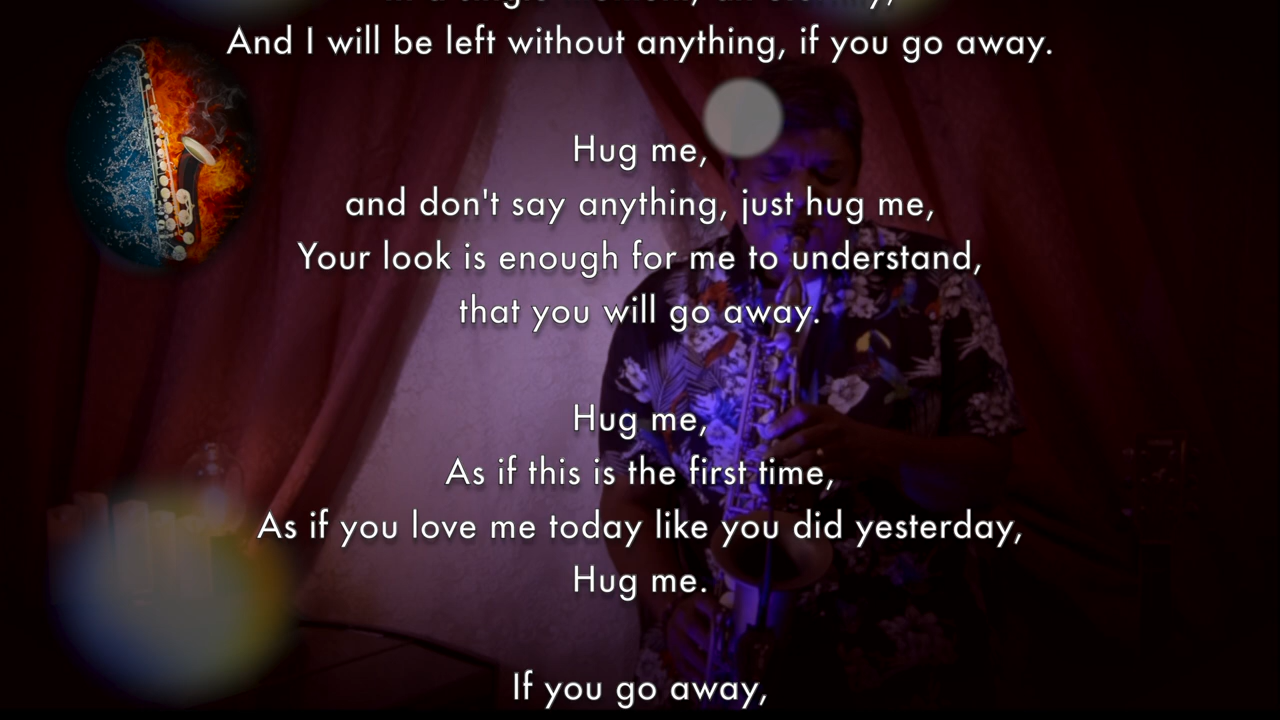 And I will be left without anything, if you go away.
Hug me,
and don't say anything, just hug me,
Your look is enough for me to understand,
that you will go away.
Hug me,
As if this is the first time,
As if you love me today like you did yesterday,
Hug me.
If you go away,